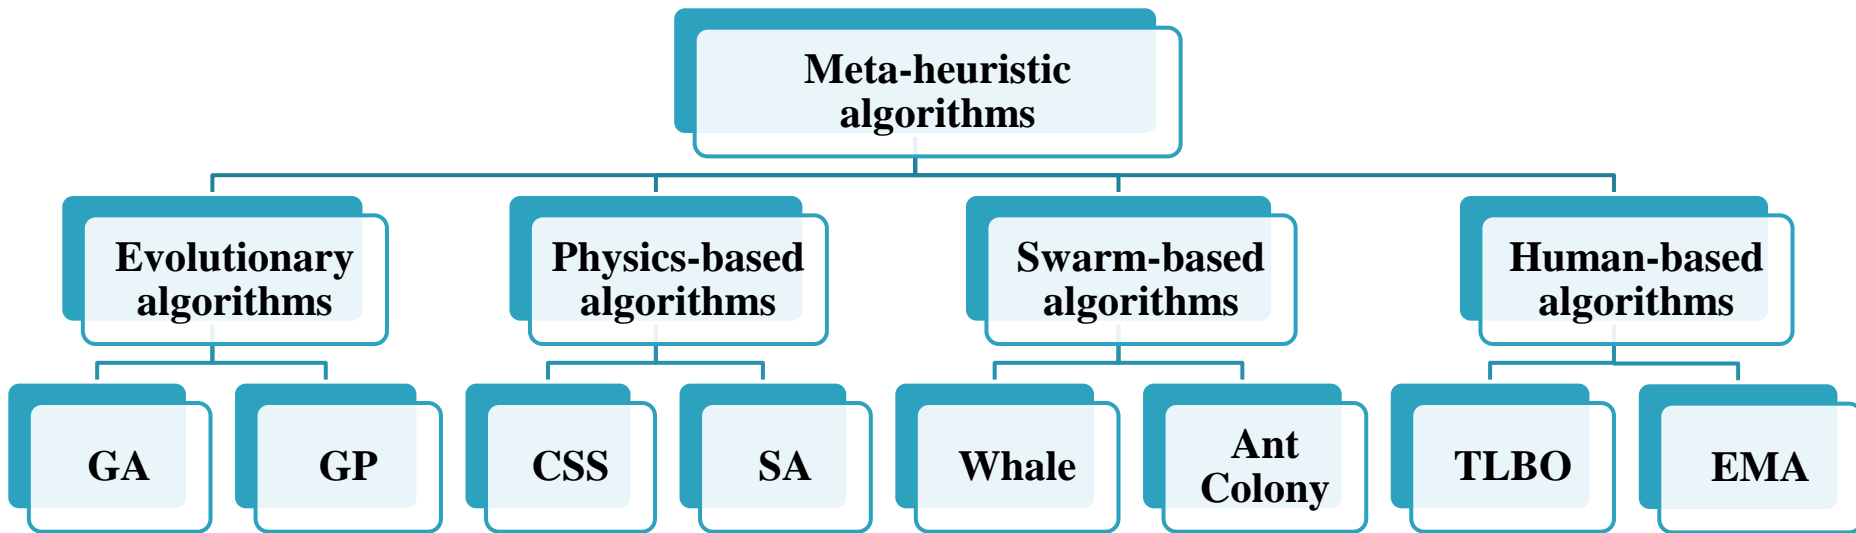 Meta-heuristic
algorithms
Evolutionary
algorithms
Physics-based
algorithms
Swarm-based
algorithms
Human-based
algorithms
GA
GP
CSS
SA
Whale
Ant
Colony
TLBO
EMA